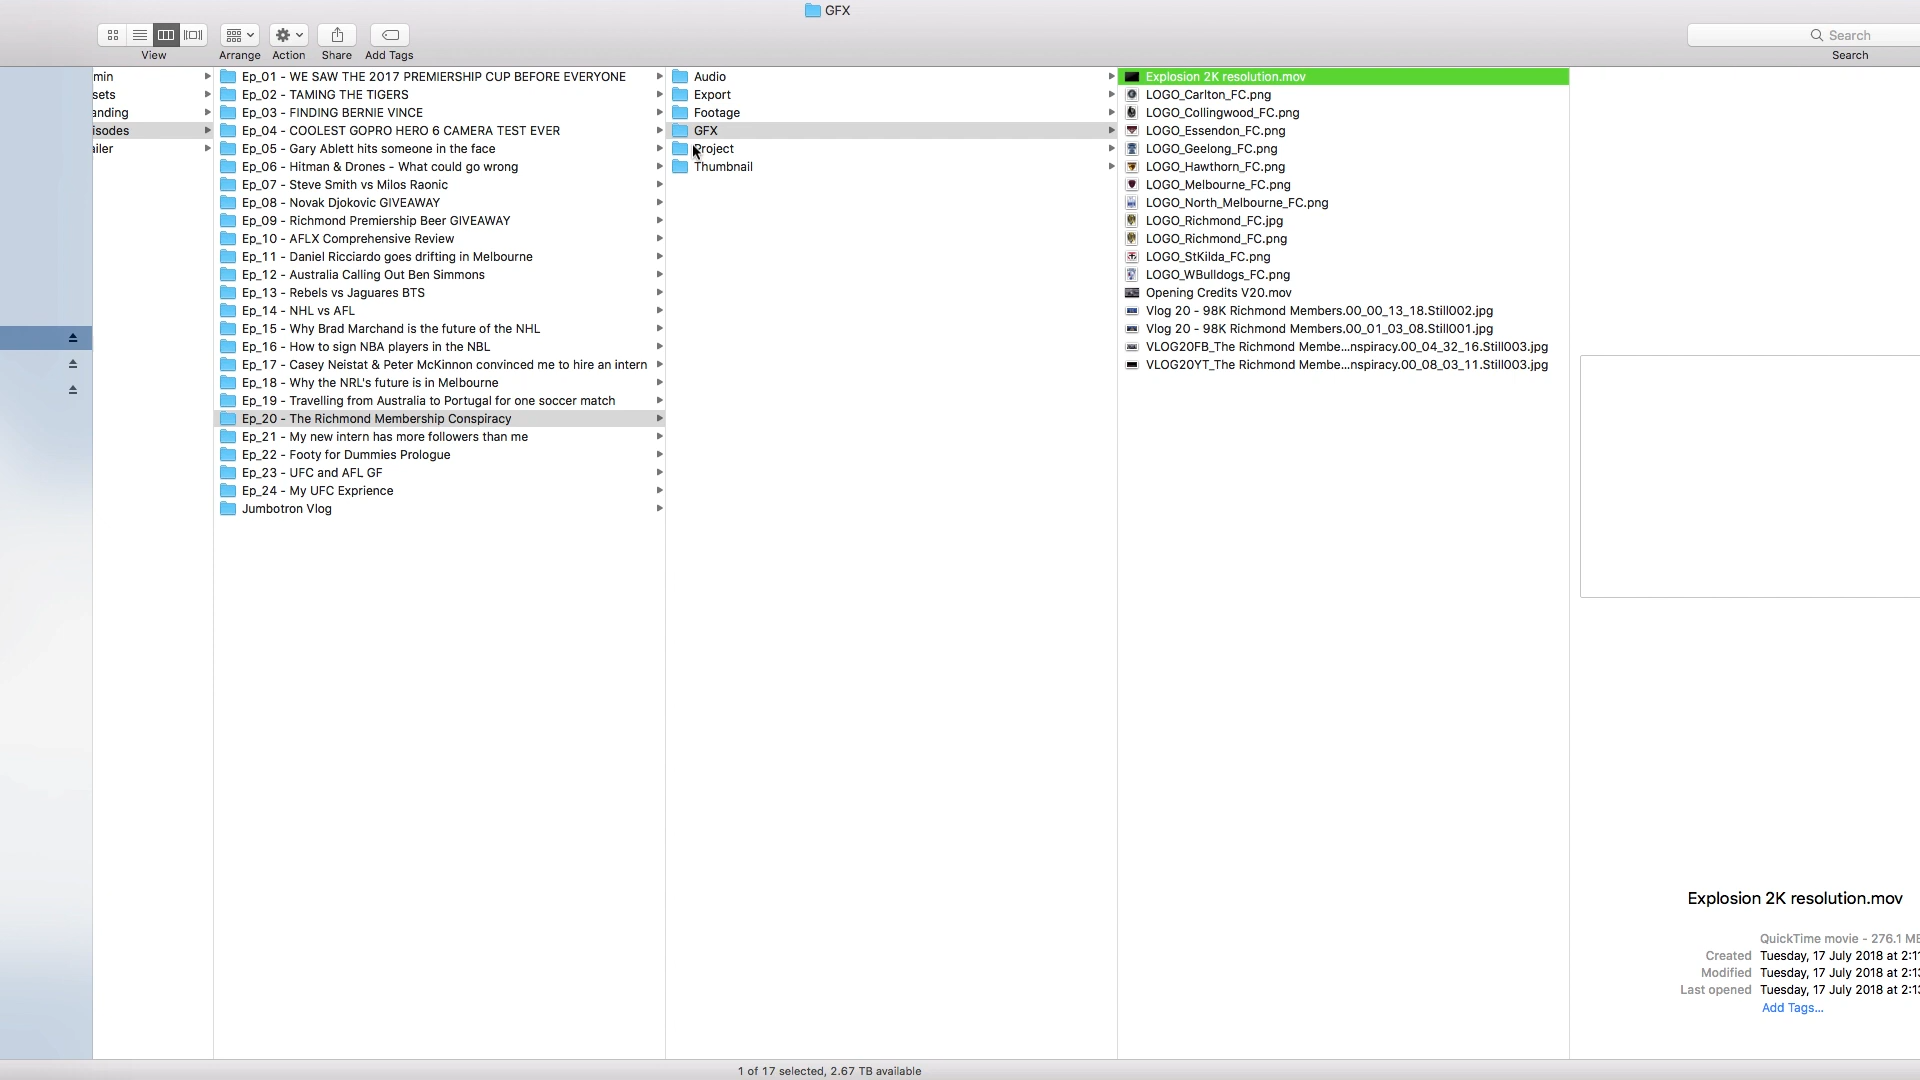 GFX
View
Arrange
Action
Share
Add Tags
Search
Search
min
sets
anding
isodes
ailer
Ep_01 - WE SAW THE 2017 PREMIERSHIP CUP BEFORE EVERYONE
Ep_02 - TAMING THE TIGERS
Ep_03 - FINDING BERNIE VINCE
Ep_04 - COOLEST GOPRO HERO 6 CAMERA TEST EVER
Ep_05 - Gary Ablett hits someone in the face
Ep_06 - Hitman & Drones - What could go wrong
Ep_07 - Steve Smith vs Milos Raonic
Ep_08 - Novak Djokovic GIVEAWAY
Ep_09 - Richmond Premiership Beer GIVEAWAY
Ep_10 - AFLX Comprehensive Review
Ep_11 - Daniel Ricciardo goes drifting in Melbourne
Ep_12 - Australia Calling Out Ben Simmons
Ep_13 - Rebels vs Jaguares BTS
Ep_14 - NHL vs AFL
Ep_15 - Why Brad Marchand is the future of the NHL
Ep_16 - How to sign NBA players in the NBL
Ep_17 - Casey Neistat & Peter McKinnon convinced me to hire an intern
Ep_18 - Why the NRL's future is in Melbourne
Ep_19 - Travelling from Australia to Portugal for one soccer match
Ep_20 - The Richmond Membership Conspiracy
Ep_21 - My new intern has more followers than me
Ep_22 - Footy for Dummies Prologue
Ep_23 - UFC and AFL GF
Ep_24 - My UFC Exprience
Jumbotron Vlog
Audio
Export
Footage
GFX
Project
Thumbnail
Explosion 2K resolution.mov
LOGO_Carlton_FC.png
LOGO_Collingwood_FC.png
LOGO_Essendon_FC.png
LOGO_Geelong_FC.png
LOGO_Hawthorn_FC.png
LOGO_Melbourne_FC.png
LOGO_North_Melbourne_FC.png
LOGO_Richmond_FC.jpg
LOGO_Richmond_FC.png
LOGO_StKilda_FC.png
LOGO_WBulldogs_FC.png
Opening Credits V20.mov
Vlog 20 - 98K Richmond Members.00_00_13_18.Still002.jpg
Vlog 20 - 98K Richmond Members.00_01_03_08.Still001.jpg
VLOG20FB_The Richmond Membe...nspiracy.00_04_32_16.Still003.jpg
VLOG20YT_The Richmond Membe...nspiracy.00_08_03_11.Still003.jpg
Explosion 2K resolution.mov
QuickTime movie - 276.1 MB
Created Tuesday, 17 July 2018 at 2:1
Modified Tuesday, 17 July 2018 at 2:1
Last opened Tuesday, 17 July 2018 at 2:1
Add Tags...
1 of 17 selected, 2.67 TB available